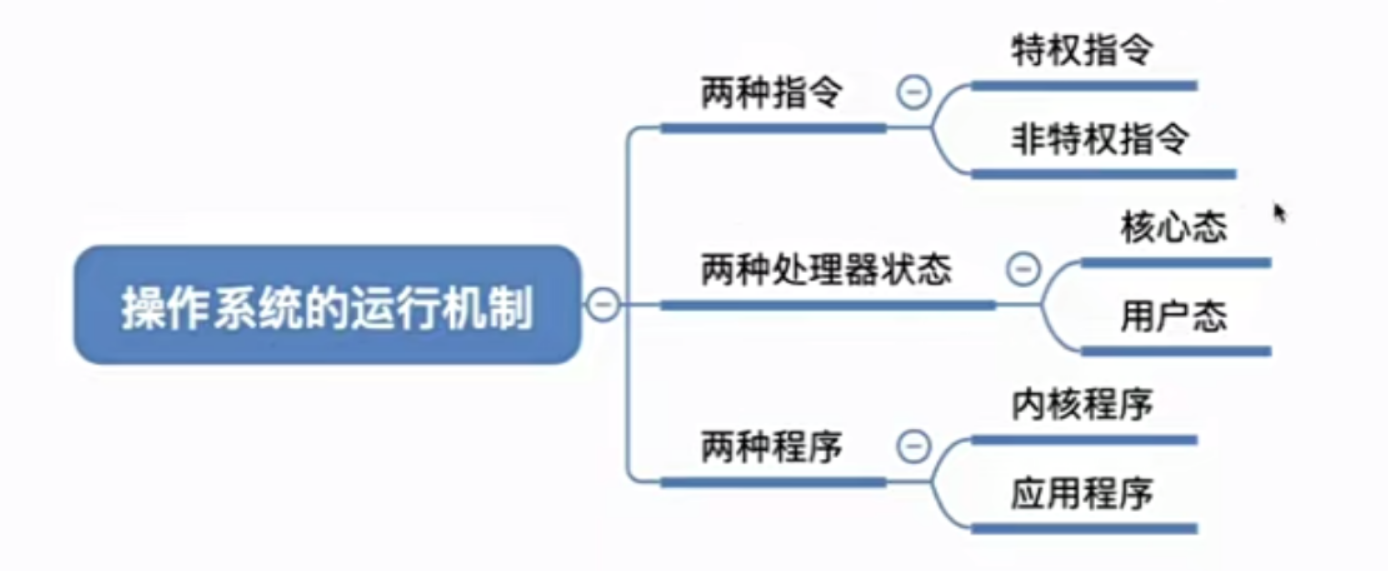 操作系统的运行机制
两种指令
特权指令
非特权指令
两种处理器状态
核心态
用户态
两种程序
内核程序
应用程序